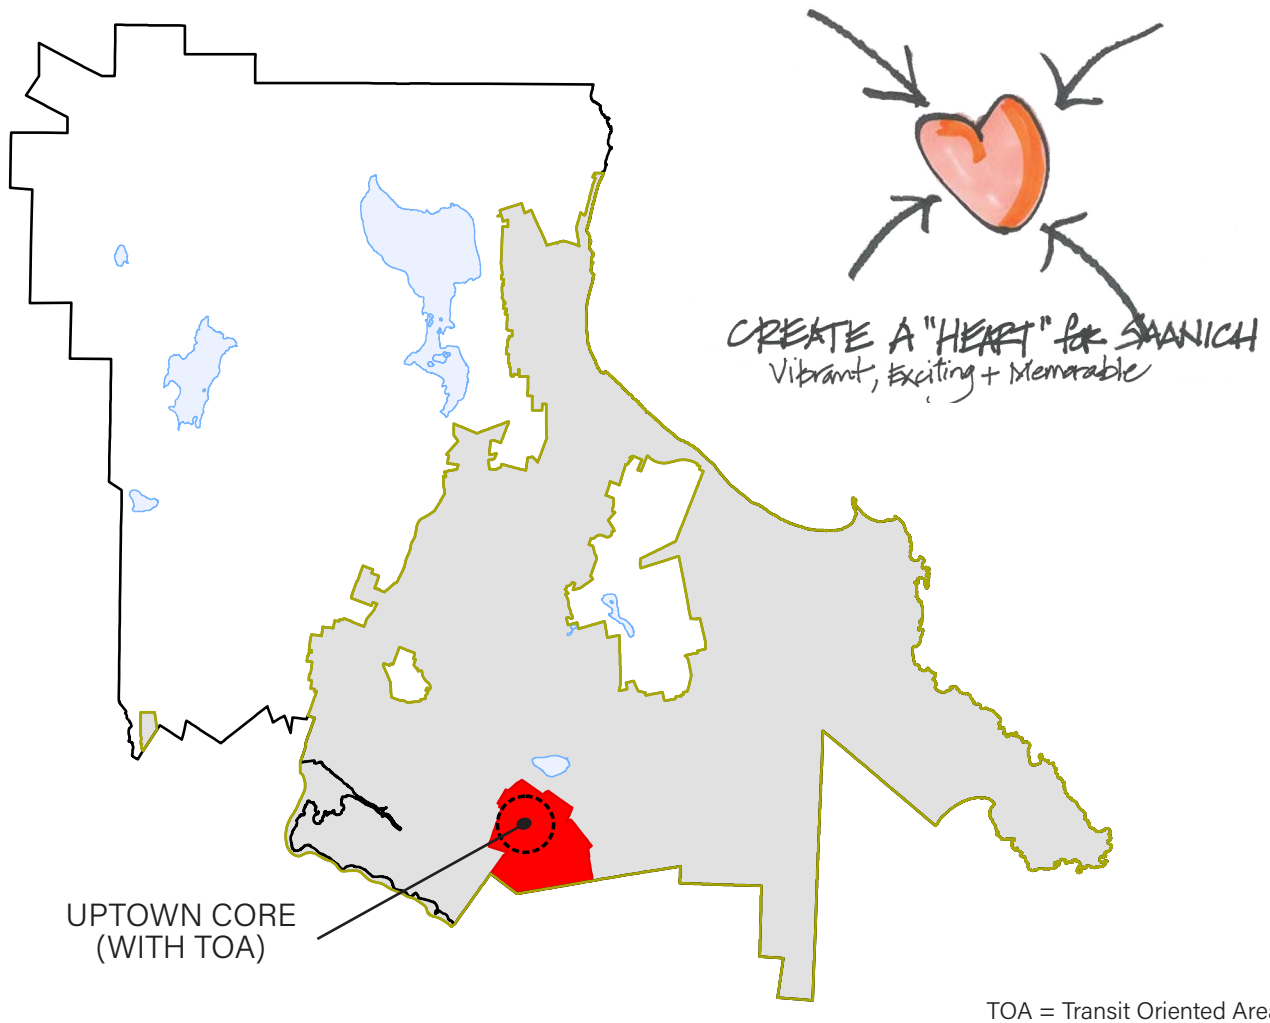 CREATE A "HEART" for SAANICH
Vibrant, Exciting + Memorable
UPTOWN CORE
(WITH TOA)
TOA = Transit Oriented Area